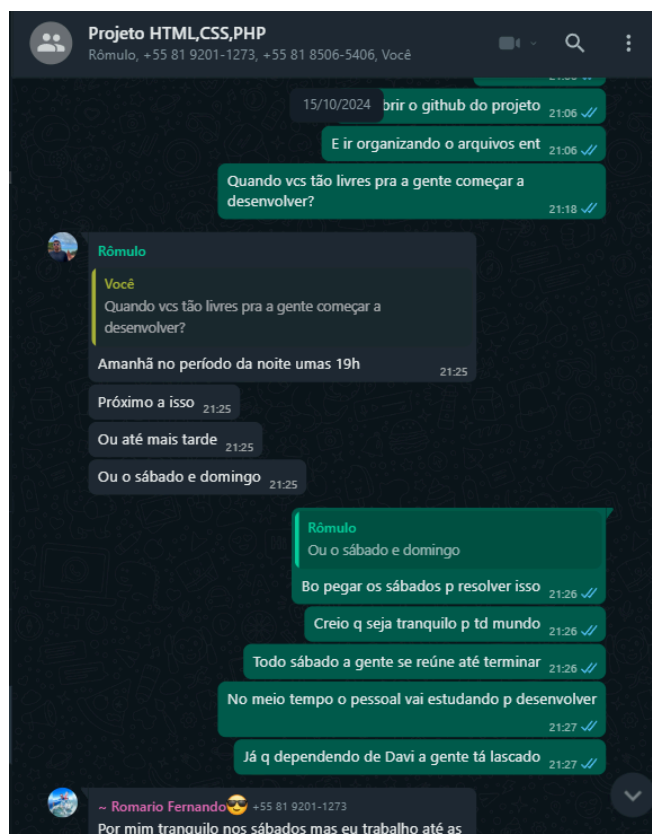 Projeto HTML,CSS,PHP
Rômulo, +55 81 9201-1273, +55 81 8506-5406, Você
15/10/2024
brir o github do projeto 21:06
E ir organizando o arquivos ent 21:06
Quando vcs tão livres pra a gente começar a
desenvolver?
21:18
Rômulo
Você
Quando vcs tão livres pra a gente começar a
desenvolver?
Amanhã no período da noite umas 19h 21:25
Próximo a isso 21:25
Ou até mais tarde 21:25
Ou o sábado e domingo 21:25
Rômulo
Ou o sábado e domingo
Bo pegar os sábados p resolver isso 21:26
Creio q seja tranquilo p td mundo 21:26
Todo sábado a gente se reúne até terminar 21:26
No meio tempo o pessoal vai estudando p desenvolver
21:27
Já q dependendo de Davi a gente tá lascado 21:27
~ Romario Fernando😎 +55 81 9201-1273
Por mim tranquilo nos sábados mas eu trabalho até as